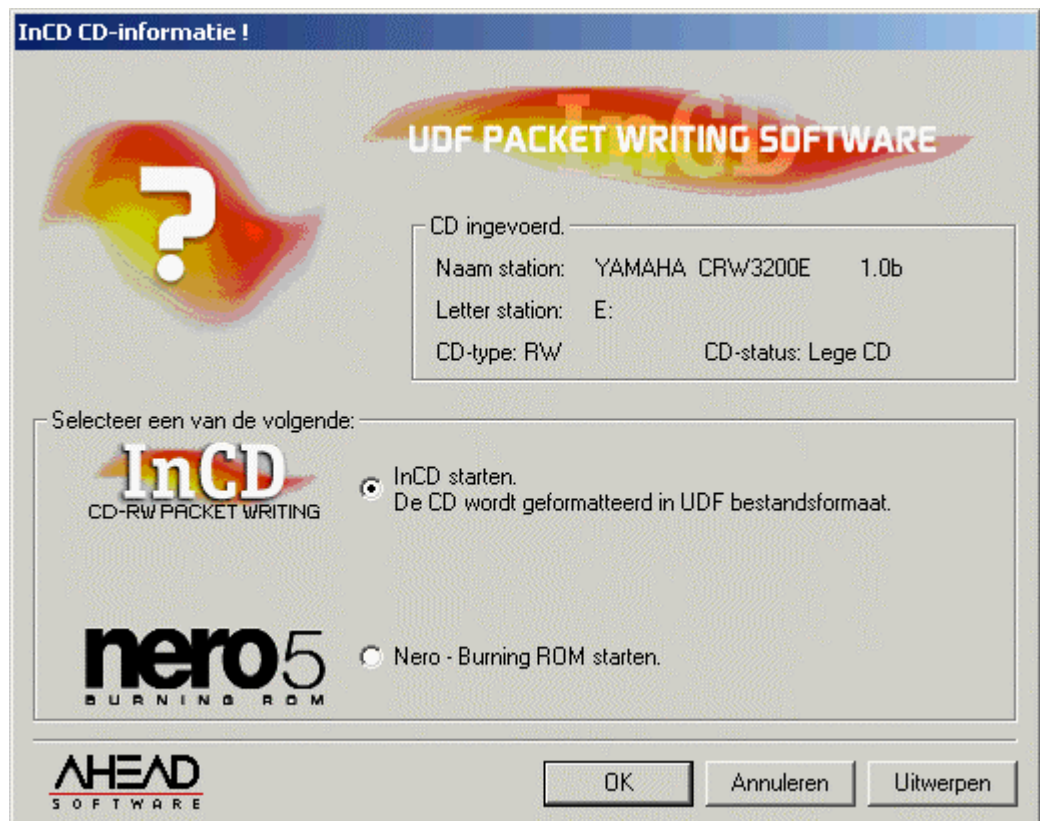 InCD CD-informatie !
InCD
UDF PACKET WRITING SOFTWARE
?
CD ingevoerd.
Naam station: YAMAHA CRW3200E 1.0b
Letter station: E:
CD-type: RW CD-status: Lege CD
Selecteer een van de volgende:
InCD
CD-RW PACKET WRITING
InCD starten.
De CD wordt geformatteerd in UDF bestandsformaat.
nero5
BURNING ROM
Nero - Burning ROM starten.
AHEAD
SOFTWARE
OK Annuleren Uitwerpen